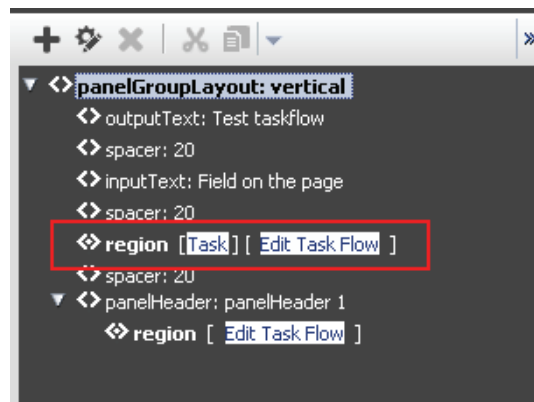 panelGroupLayout: vertical
outputText: Test taskflow
spacer: 20
inputText: Field on the page
spacer: 20
region [Task] [ Edit Task Flow ]
spacer: 20
panelHeader: panelHeader 1
region [ Edit Task Flow ]